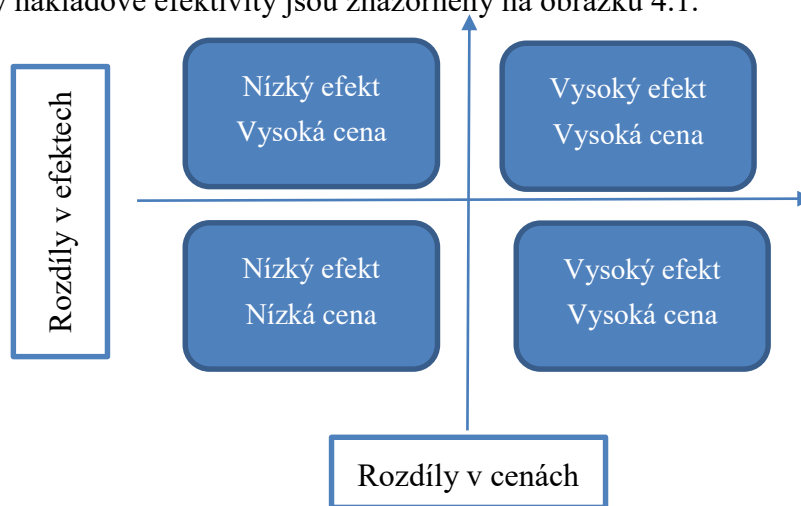 nákladové efektivity jsou znázorněny na obrázku 4.1.
Rozdíly v efektech
Nízký efekt
Vysoká cena
Vysoký efekt
Vysoká cena
Nízký efekt
Nízká cena
Vysoký efekt
Vysoká cena
Rozdíly v cenách